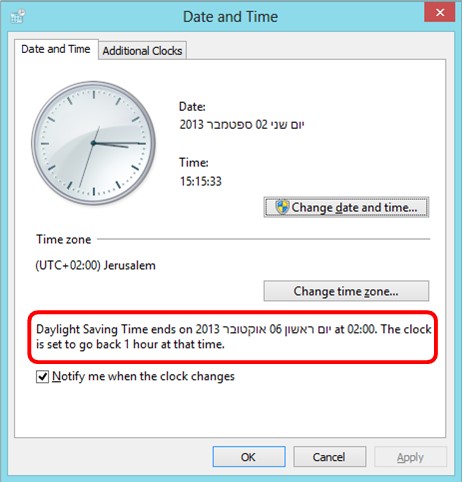 Date and Time
Date and Time
Additional Clocks
Date:
יום שני 02 ספטמבר 2013
Time:
15:15:33
Change date and time...
Time zone
(UTC+02:00) Jerusalem
Change time zone...
Daylight Saving Time ends on יום ראשון 06 אוקטובר 2013 at 02:00. The clock
is set to go back 1 hour at that time.
Notify me when the clock changes
OK
Cancel
Apply